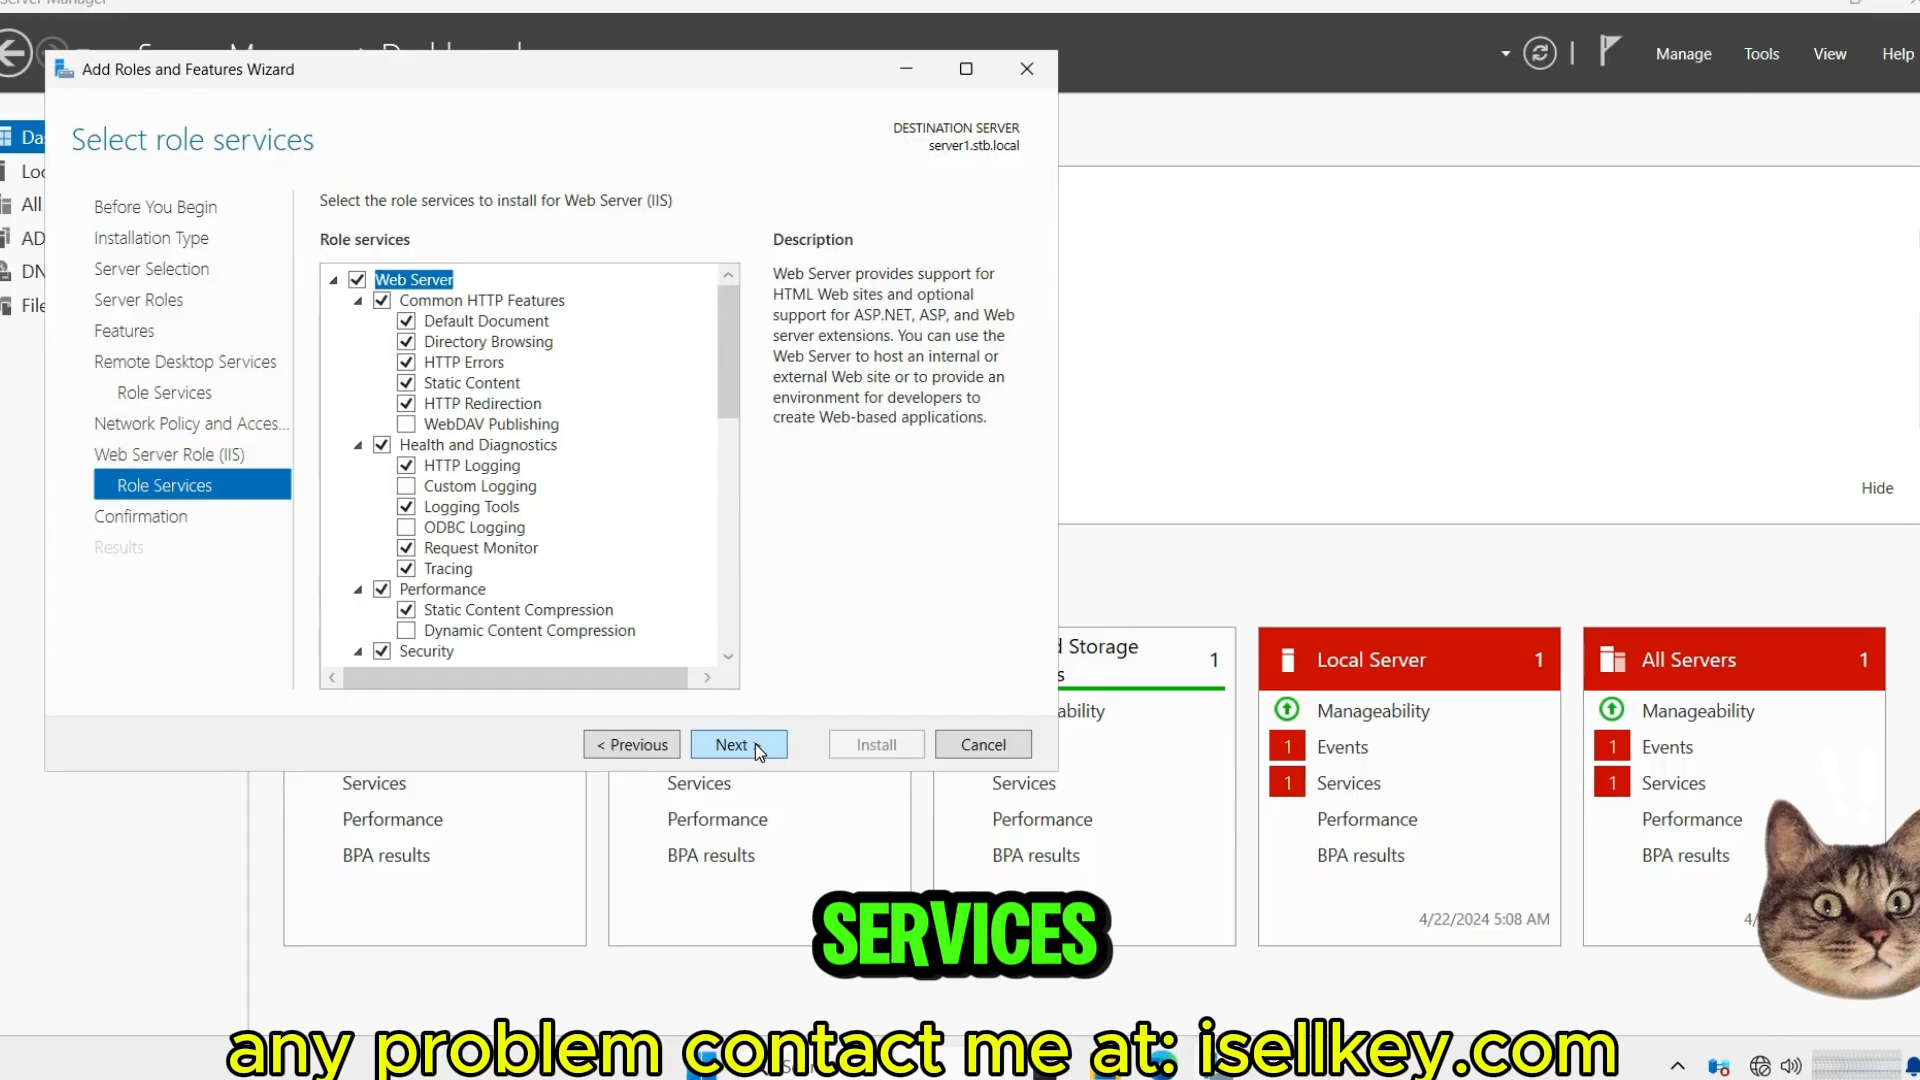 Server Manager
Manage
Tools
View
Help
Add Roles and Features Wizard
Select role services
DESTINATION SERVER
server1.stb.local
Before You Begin
Installation Type
Server Selection
Server Roles
Features
Remote Desktop Services
Role Services
Network Policy and Acces...
Web Server Role (IIS)
Role Services
Confirmation
Results
Select the role services to install for Web Server (IIS)
Role services
Web Server
Common HTTP Features
Default Document
Directory Browsing
HTTP Errors
Static Content
HTTP Redirection
WebDAV Publishing
Health and Diagnostics
HTTP Logging
Custom Logging
Logging Tools
ODBC Logging
Request Monitor
Tracing
Performance
Static Content Compression
Dynamic Content Compression
Security
Description
Web Server provides support for
HTML Web sites and optional
support for ASP.NET, ASP, and Web
server extensions. You can use the
Web Server to host an internal or
external Web site or to provide an
environment for developers to
create Web-based applications.
< Previous
Next >
Install
Cancel
Hide
Services
Performance
BPA results
Services
Performance
BPA results
d Storage
s
1
ability
Services
Performance
BPA results
Local Server 1
Manageability
1 Events
1 Services
Performance
BPA results
4/22/2024 5:08 AM
All Servers 1
Manageability
1 Events
1 Services
Performance
BPA results
SERVICES
any problem contact me at: isellkey.com